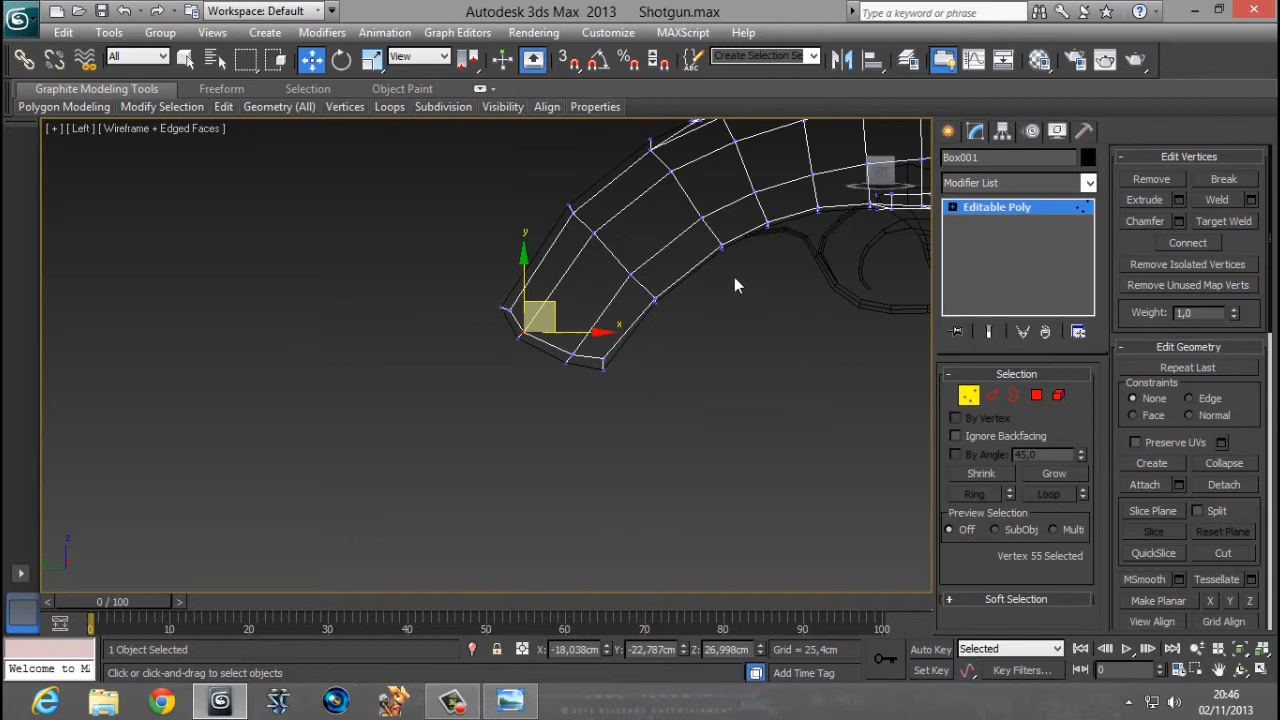 Workspace: Default
Autodesk 3ds Max 2013
Shotgun.max
Type a keyword or phrase
Edit
Tools
Group
Views
Create
Modifiers
Animation
Graph Editors
Rendering
Customize
MAXScript
Help
All
View
Create Selection Se
Graphite Modeling Tools
Freeform
Selection
Object Paint
Polygon Modeling
Modify Selection
Edit
Geometry (All)
Vertices
Loops
Subdivision
Visibility
Align
Properties
[ + ] [ Left ] [ Wireframe + Edged Faces ]
y
x
z
Box001
Modifier List
Editable Poly
Selection
By Vertex
Ignore Backfacing
By Angle: 45,0
Shrink
Grow
Ring
Loop
Preview Selection
Off
SubObj
Multi
Vertex 55 Selected
Soft Selection
Edit Vertices
Remove
Break
Extrude
Weld
Chamfer
Target Weld
Connect
Remove Isolated Vertices
Remove Unused Map Verts
Weight: 1,0
Edit Geometry
Repeat Last
Constraints
None
Edge
Face
Normal
Preserve UVs
Create
Collapse
Attach
Detach
Slice Plane
Split
Slice
Reset Plane
QuickSlice
Cut
MSmooth
Tessellate
Make Planar
X
Y
Z
View Align
Grid Align
0 / 100
0 10 20 30 40 50 60 70 80 90 100
1 Object Selected
X: -18,038cm
Y: -22,787cm
Z: 26,998cm
Grid = 25,4cm
Auto Key
Selected
Welcome to M
Click or click-and-drag to select objects
Add Time Tag
Set Key
Key Filters...
0
20:46
02/11/2013